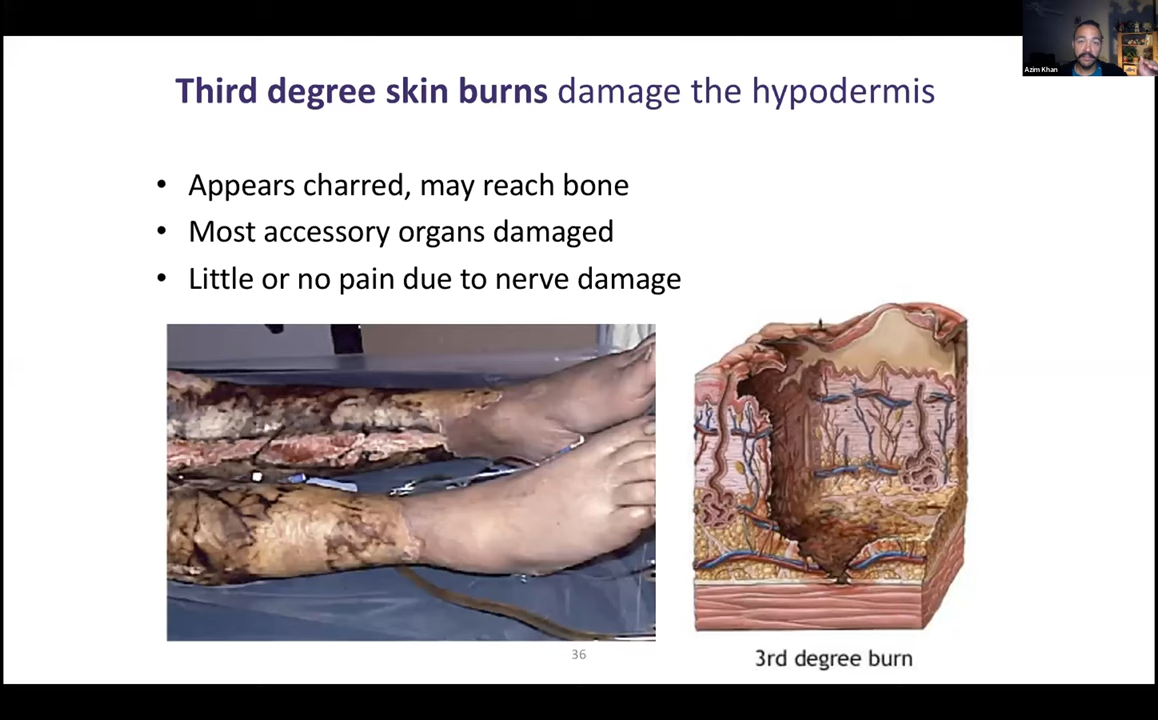 Azim Khan
Third degree skin burns damage the hypodermis
• Appears charred, may reach bone
• Most accessory organs damaged
• Little or no pain due to nerve damage
36
3rd degree burn